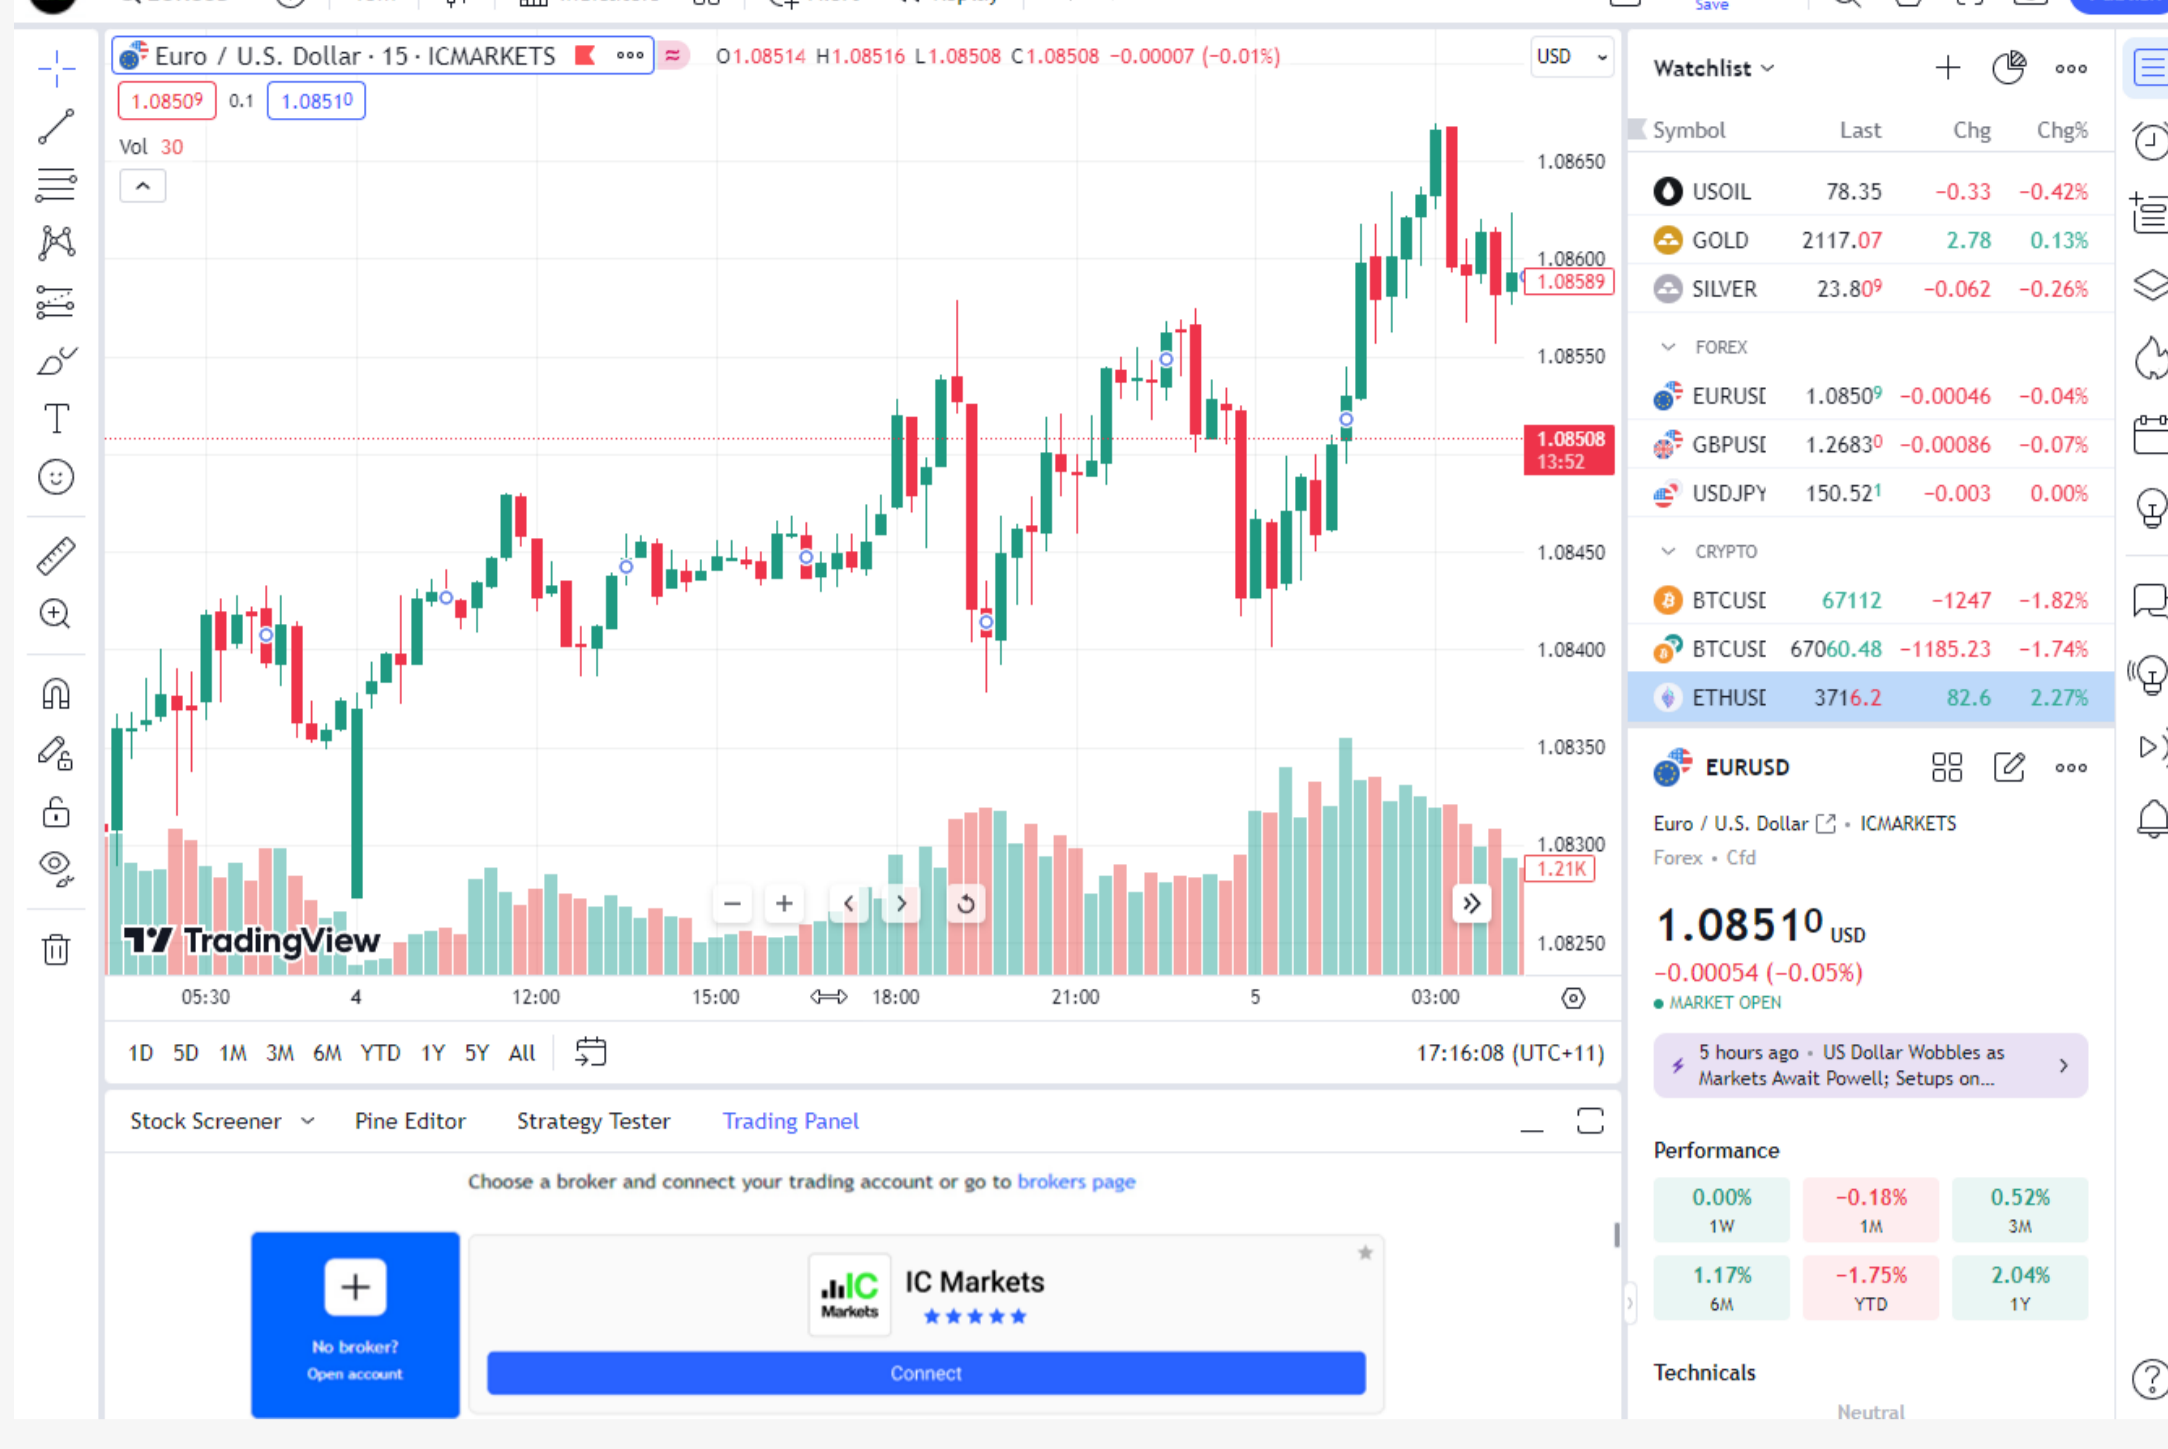 Save
Euro / U.S. Dollar · 15 · ICMARKETS
O1.08514 H1.08516 L1.08508 C1.08508 −0.00007 (−0.01%)
USD
1.08509 0.1 1.08510
Vol 30
1.08650
1.08600
1.08589
1.08550
1.08508
13:52
1.08450
1.08400
1.08350
1.08300
1.21K
1.08250
TradingView
05:30 4 12:00 15:00 18:00 21:00 5 03:00
1D 5D 1M 3M 6M YTD 1Y 5Y All
17:16:08 (UTC+11)
Stock Screener Pine Editor Strategy Tester Trading Panel
Choose a broker and connect your trading account or go to brokers page
No broker?
Open account
IC
Markets
IC Markets
Connect
Watchlist
Symbol Last Chg Chg%
USOIL 78.35 −0.33 −0.42%
GOLD 2117.07 2.78 0.13%
SILVER 23.809 −0.062 −0.26%
FOREX
EURUSD 1.08509 −0.00046 −0.04%
GBPUSD 1.26830 −0.00086 −0.07%
USDJPY 150.521 −0.003 0.00%
CRYPTO
BTCUSD 67112 −1247 −1.82%
BTCUSD 67060.48 −1185.23 −1.74%
ETHUSD 3716.2 82.6 2.27%
EURUSD
Euro / U.S. Dollar • ICMARKETS
Forex • Cfd
1.08510 USD
−0.00054 (−0.05%)
MARKET OPEN
5 hours ago • US Dollar Wobbles as
Markets Await Powell; Setups on...
Performance
0.00% −0.18% 0.52%
1W 1M 3M
1.17% −1.75% 2.04%
6M YTD 1Y
Technicals
Neutral